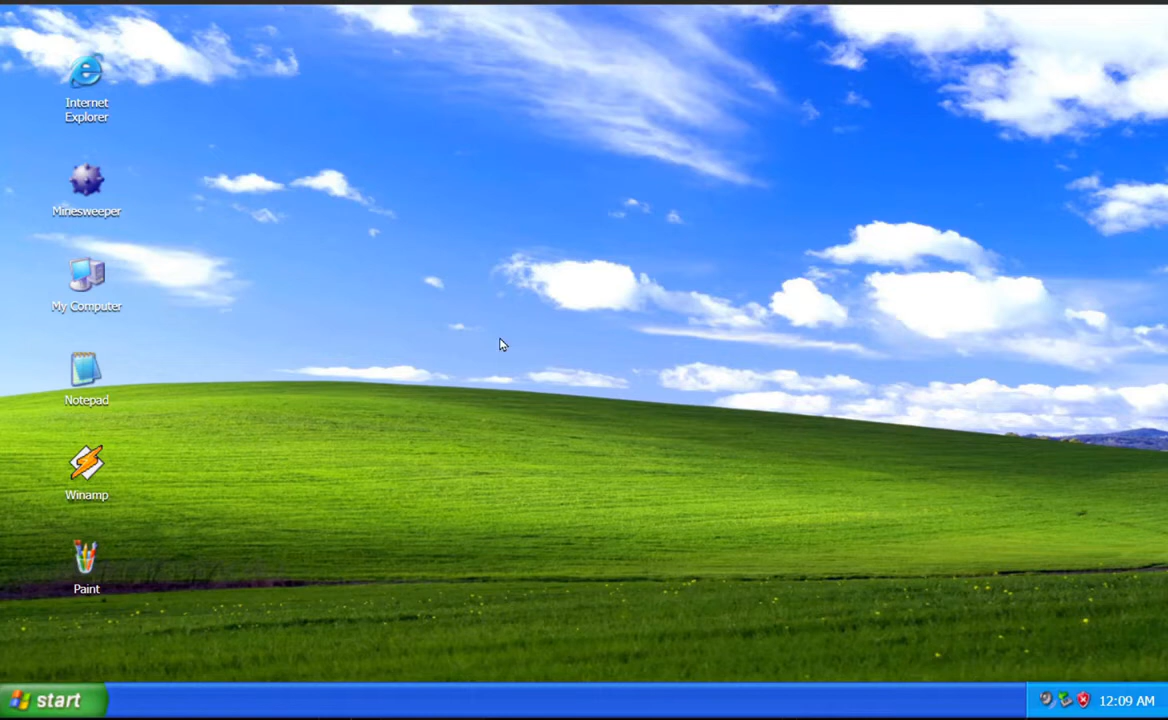 Internet
Explorer
Minesweeper
My Computer
Notepad
Winamp
Paint
start
12:09 AM